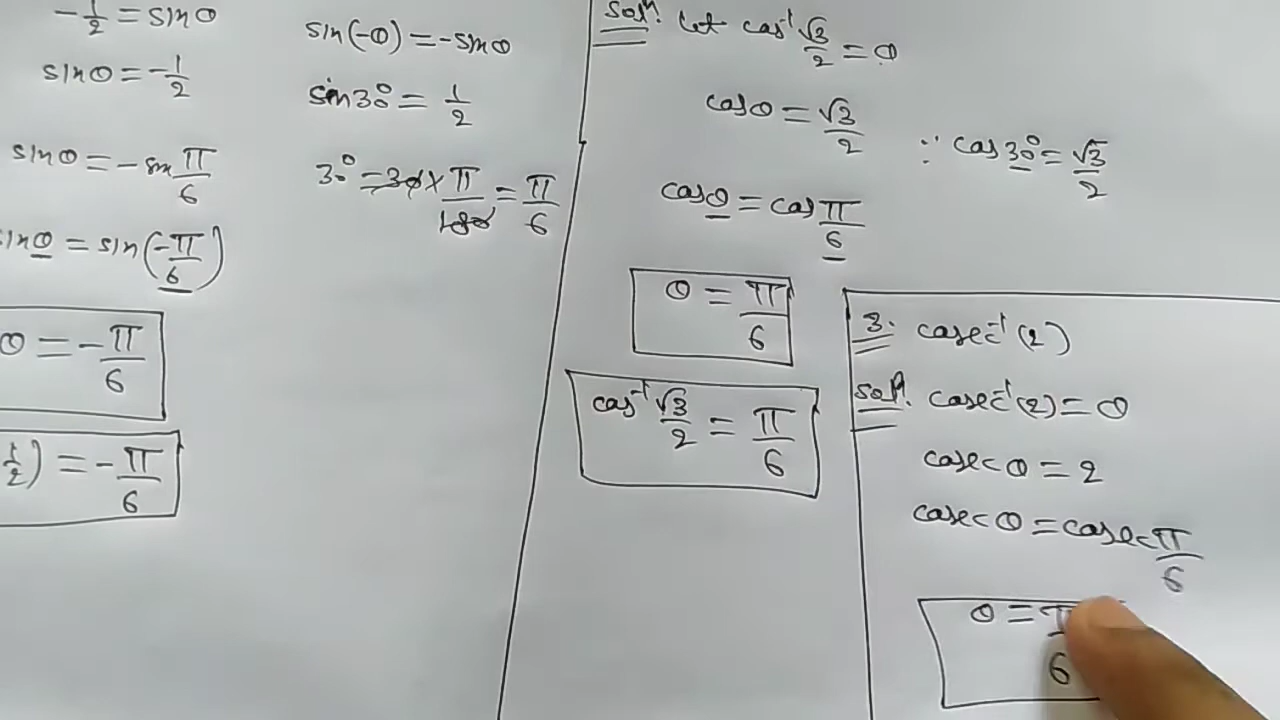 -1/2 = sinθ
sinθ = -1/2
sinθ = -sin π/6
sinθ = sin(-π/6)
θ = -π/6
1/2) = -π/6
sin(-θ) = -sinθ
sin30° = 1/2
30° = 30 × π/180 = π/6
Solⁿ. Let cos⁻¹ √3/2 = θ
cosθ = √3/2 ∵ cos30° = √3/2
cosθ = cos π/6
θ = π/6
cos⁻¹ √3/2 = π/6
3. cosec⁻¹(2)
Solⁿ. cosec⁻¹(2) = θ
cosecθ = 2
cosecθ = cosec π/6
θ = π/6